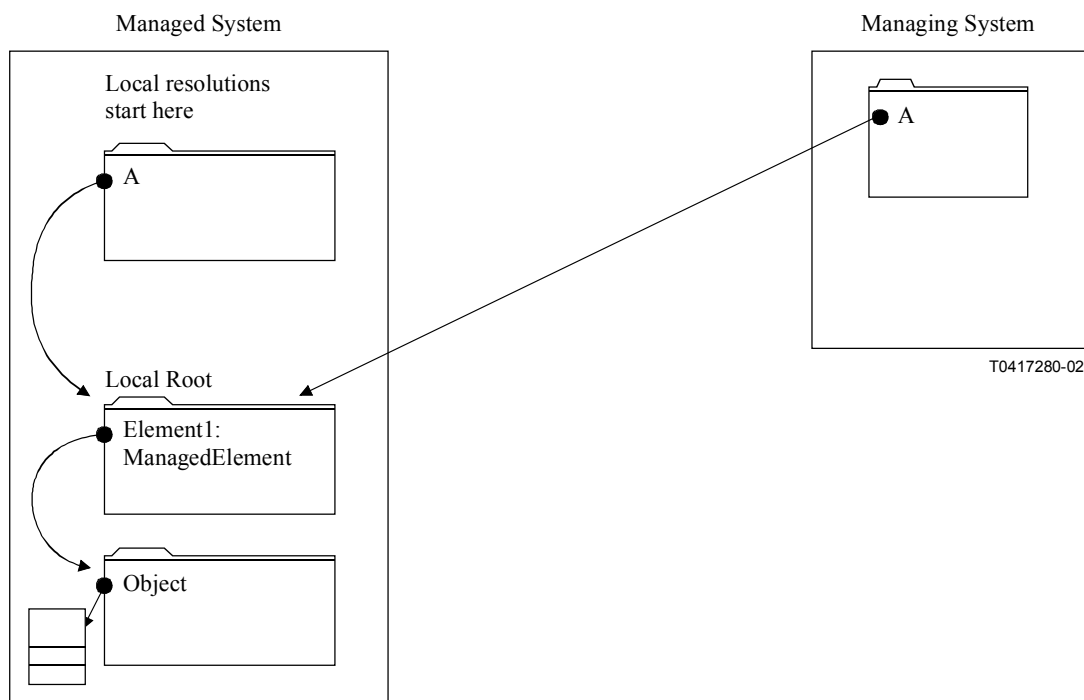 Managed System
Managing System
Local resolutions
start here
A
A
Local Root
T0417280-02
Element1:
ManagedElement
Object